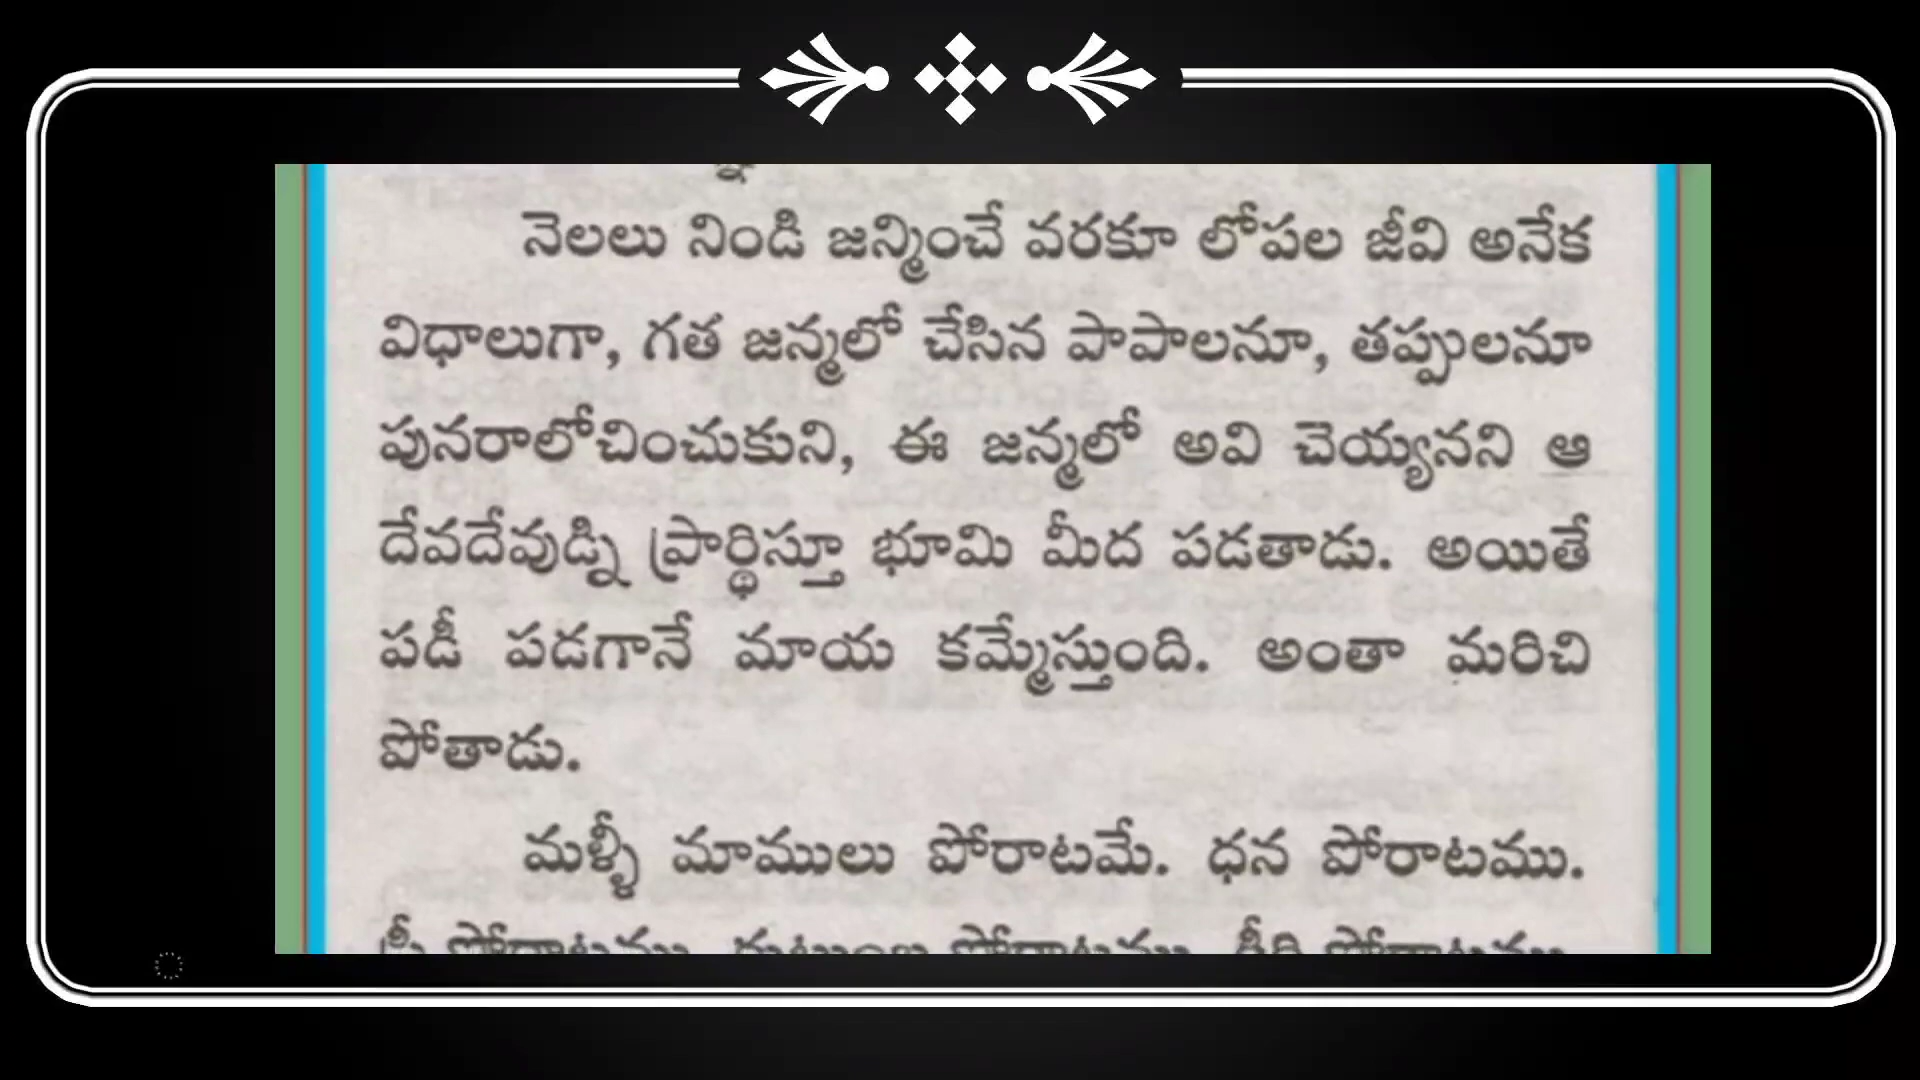 నెలలు నిండి జన్మించే వరకూ లోపల జీవి అనేక
విధాలుగా, గత జన్మలో చేసిన పాపాలనూ, తప్పులనూ
పునరాలోచించుకుని, ఈ జన్మలో అవి చెయ్యనని ఆ
దేవదేవుడ్ని ప్రార్థిస్తూ భూమి మీద పడతాడు. అయితే
పడీ పడగానే మాయ కమ్మేస్తుంది. అంతా మరిచి
పోతాడు.
మళ్ళీ మాములు పోరాటమే. ధన పోరాటము.